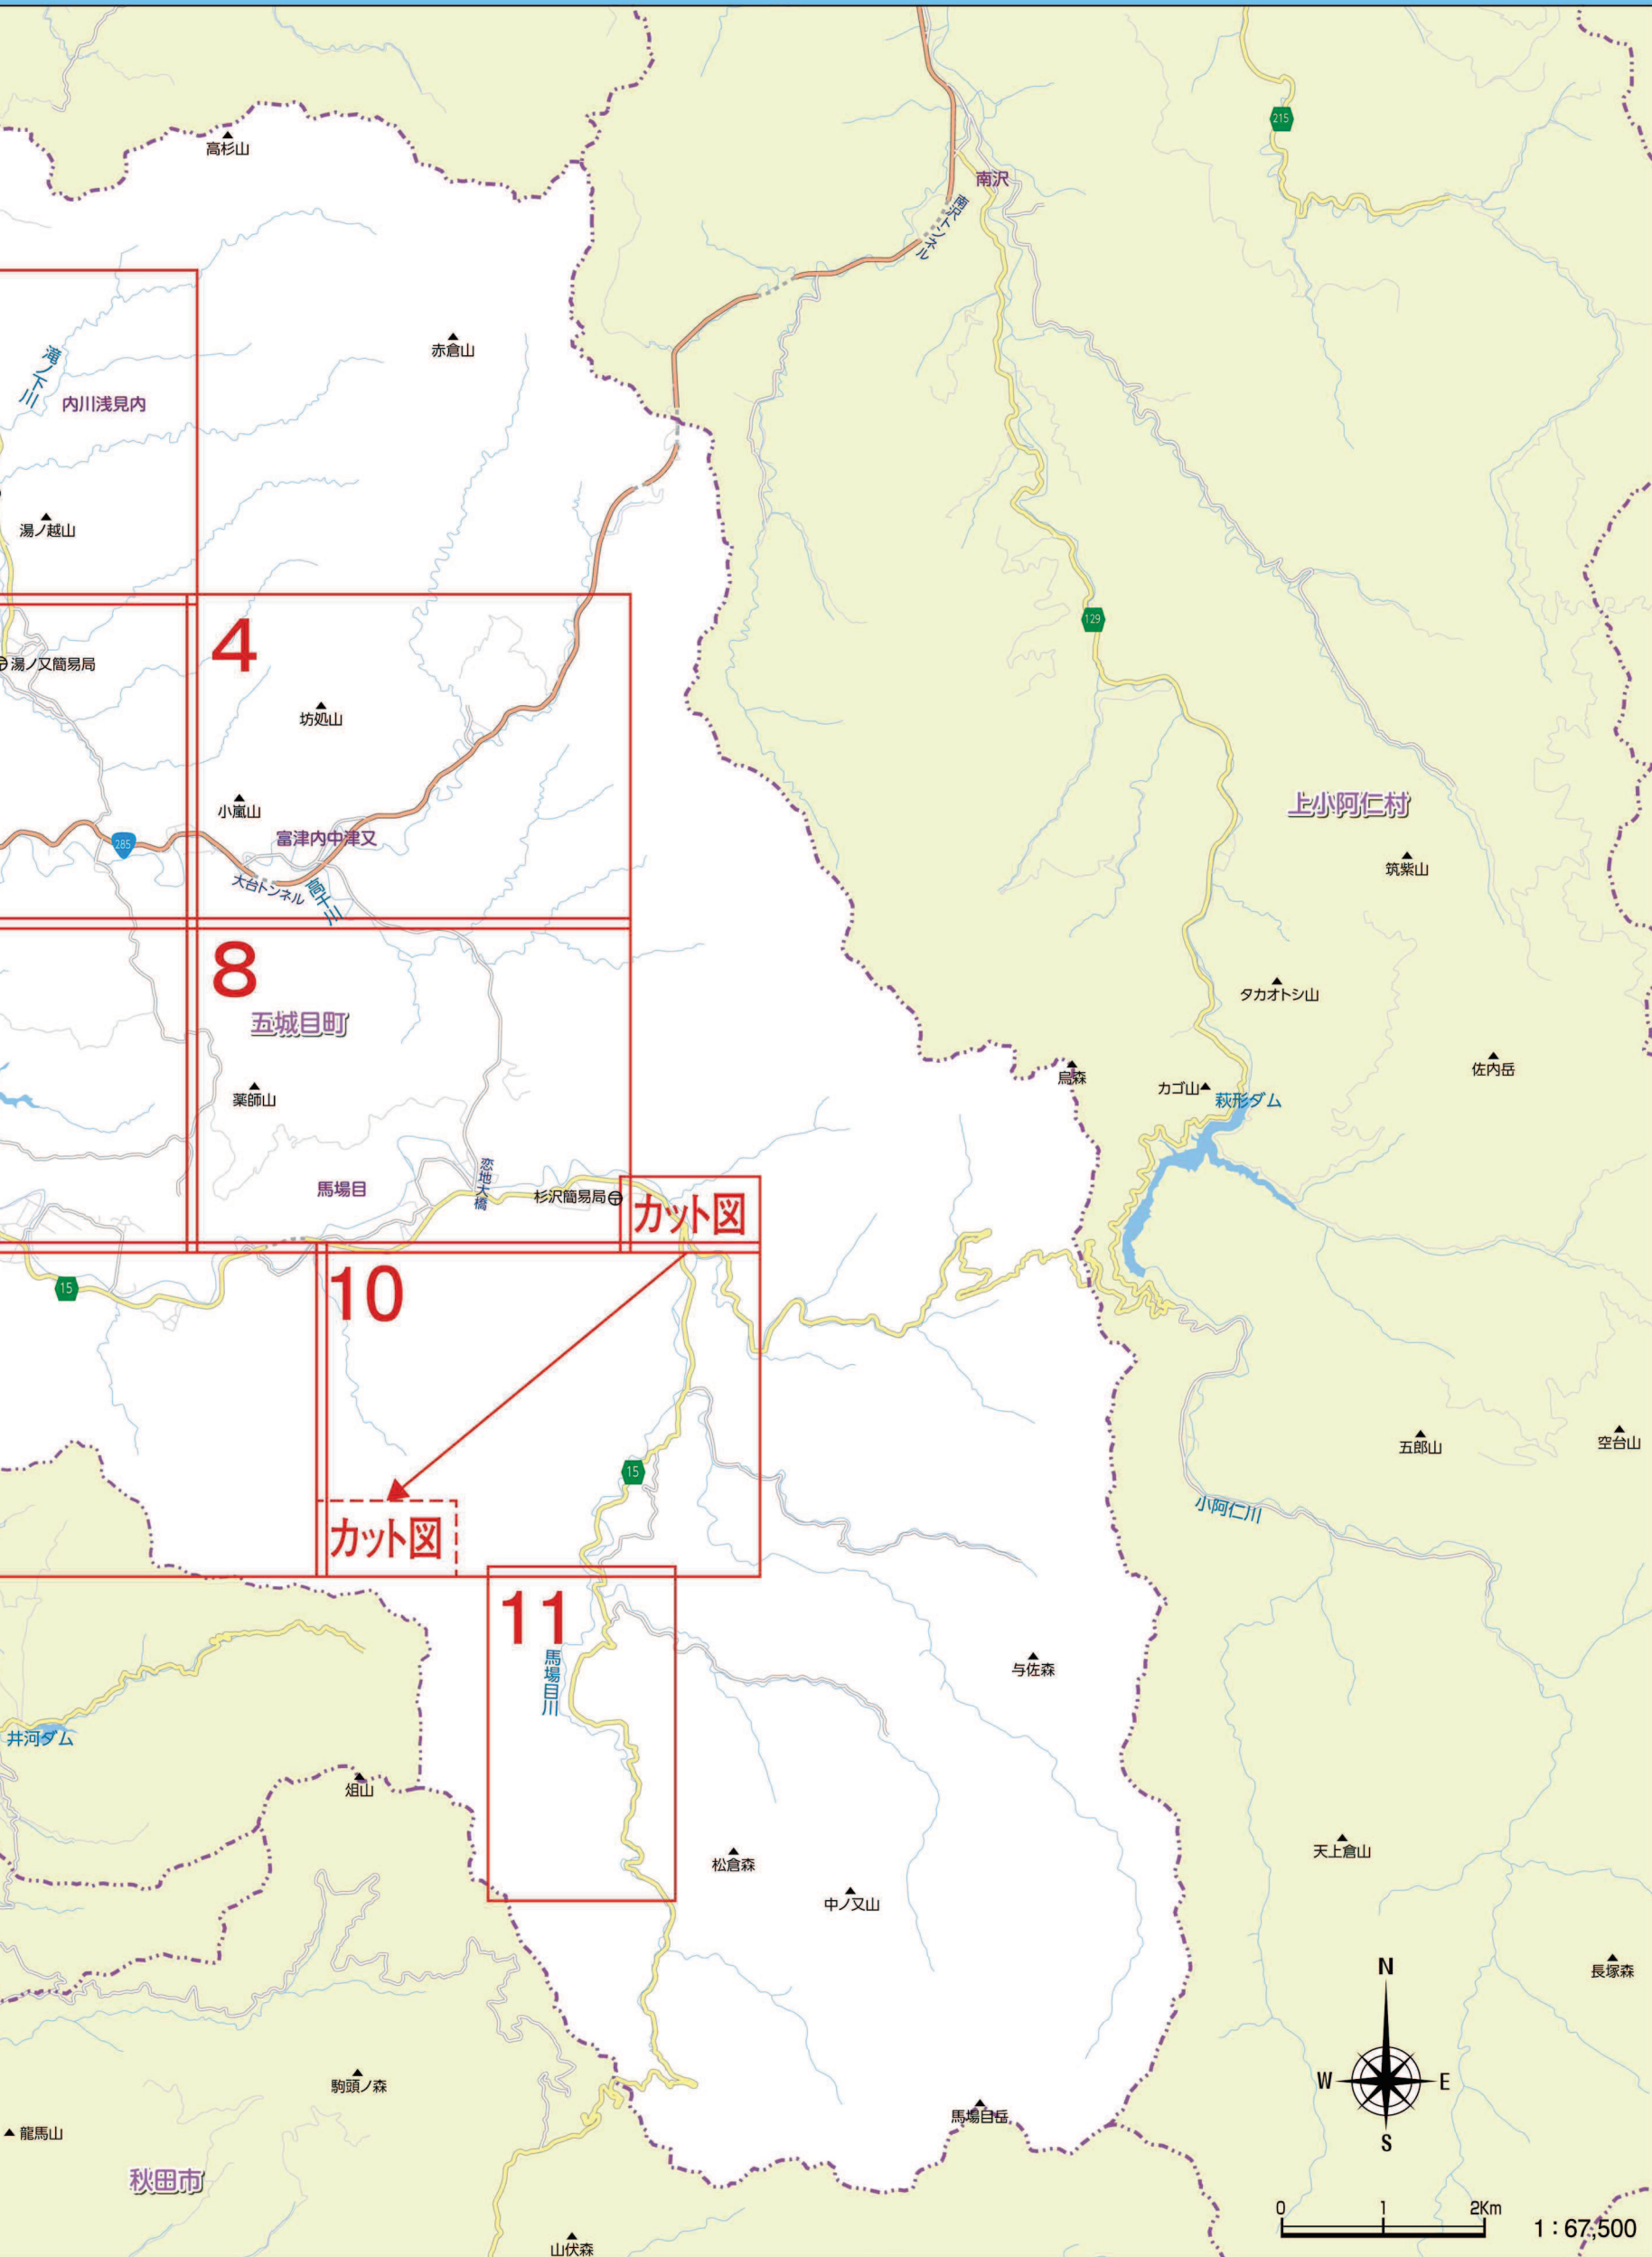 高杉山
215
南沢
南沢トンネル
滝ノ下川
赤倉山
内川浅見内
湯ノ越山
4
129
湯ノ又簡易局
坊処山
上小阿仁村
小嵐山
285
富津内中津又
筑紫山
大台トンネル
8
タカオトシ山
五城目町
烏森
佐内岳
カゴ山
萩形ダム
薬師山
恋地大橋
馬場目
杉沢簡易局
カット図
15
10
五郎山
空台山
15
小阿仁川
カット図
11
馬場目川
与佐森
井河ダム
俎山
天上倉山
松倉森
中ノ又山
N
長塚森
W
E
駒頭ノ森
馬場目岳
龍馬山
S
秋田市
0 1 2Km
1:67,500
山伏森